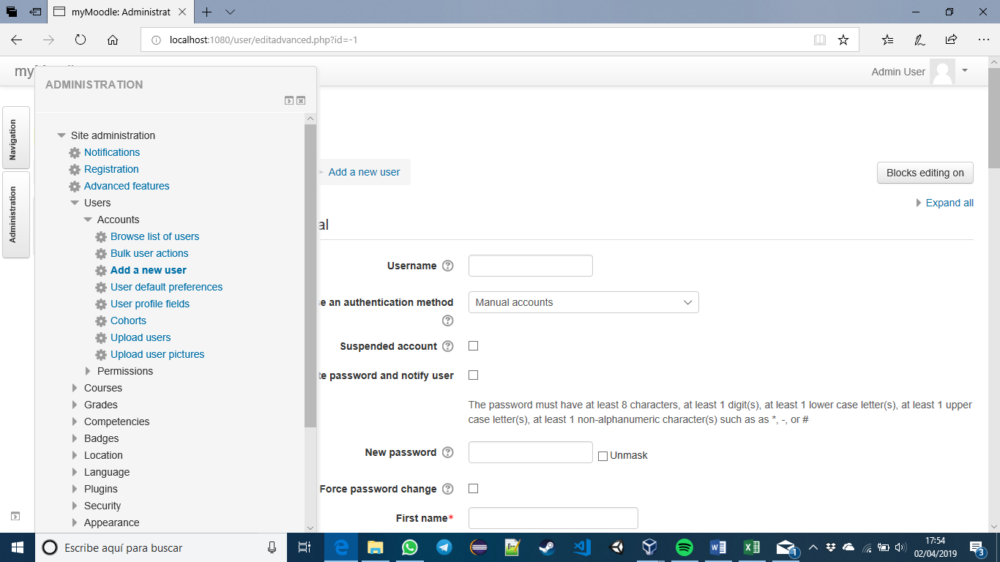 myMoodle: Administrat
localhost:1080/user/editadvanced.php?id=-1
Admin User
ADMINISTRATION
Navigation
Administration
Site administration
Notifications
Registration
Advanced features
Users
Accounts
Browse list of users
Bulk user actions
Add a new user
User default preferences
User profile fields
Cohorts
Upload users
Upload user pictures
Permissions
Courses
Grades
Competencies
Badges
Location
Language
Plugins
Security
Appearance
Add a new user
Blocks editing on
Expand all
al
Username
se an authentication method
Manual accounts
Suspended account
te password and notify user
The password must have at least 8 characters, at least 1 digit(s), at least 1 lower case letter(s), at least 1 upper
case letter(s), at least 1 non-alphanumeric character(s) such as as *, -, or #
New password
Unmask
Force password change
First name*
Escribe aquí para buscar
1
17:54
02/04/2019
3